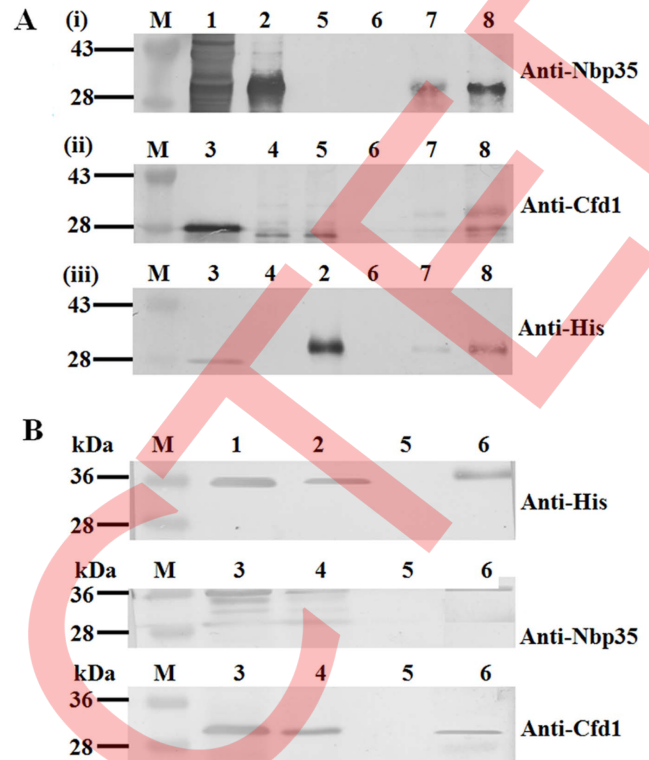 A (i) M 1 2 5 6 7 8
43
28
Anti-Nbp35
(ii) M 3 4 5 6 7 8
43
28
Anti-Cfd1
(iii) M 3 4 2 6 7 8
43
28
Anti-His
B
kDa M 1 2 5 6
36
28
Anti-His
kDa M 3 4 5 6
36
28
Anti-Nbp35
kDa M 3 4 5 6
36
28
Anti-Cfd1